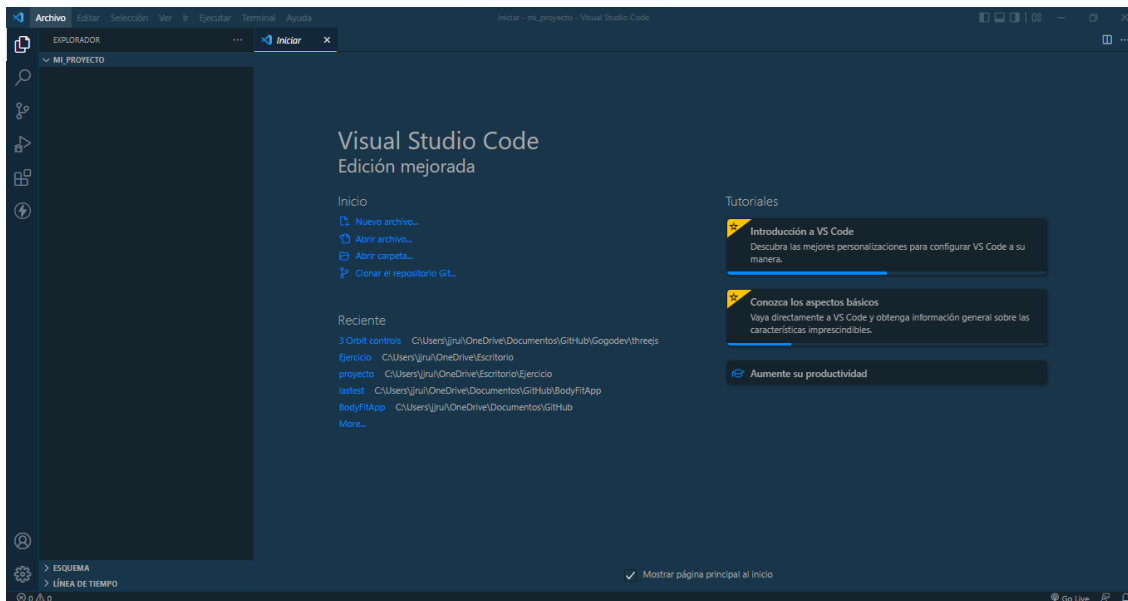 Archivo Editar Selección Ver Ir Ejecutar Terminal Ayuda
Iniciar - mi_proyecto - Visual Studio Code
EXPLORADOR
Iniciar
MI_PROYECTO
Visual Studio Code
Edición mejorada
Inicio
Nuevo archivo...
Abrir archivo...
Abrir carpeta...
Clonar el repositorio Git...
Reciente
3 Orbit controls C:\Users\jjrui\OneDrive\Documentos\GitHub\Gogodev\threejs
Ejercicio C:\Users\jjrui\OneDrive\Escritorio
proyecto C:\Users\jjrui\OneDrive\Escritorio\Ejercicio
lastest C:\Users\jjrui\OneDrive\Documentos\GitHub\BodyFitApp
BodyFitApp C:\Users\jjrui\OneDrive\Documentos\GitHub
More...
Tutoriales
Introducción a VS Code
Descubra las mejores personalizaciones para configurar VS Code a su
manera.
Conozca los aspectos básicos
Vaya directamente a VS Code y obtenga información general sobre las
características imprescindibles.
Aumente su productividad
Mostrar página principal al inicio
ESQUEMA
LÍNEA DE TIEMPO
0 0
Go Live